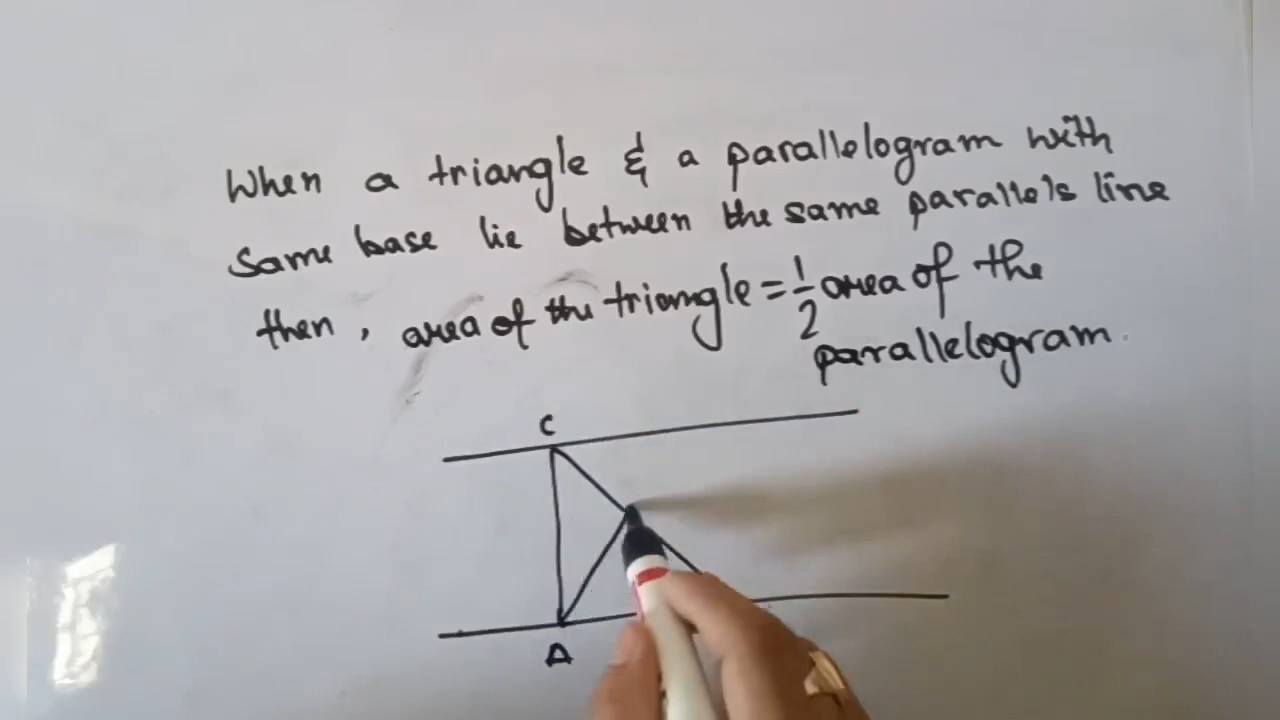 When a triangle & a parallelogram with
same base lie between the same parallels line
then, area of the triangle = 1/2 area of the
parallelogram.
C
A